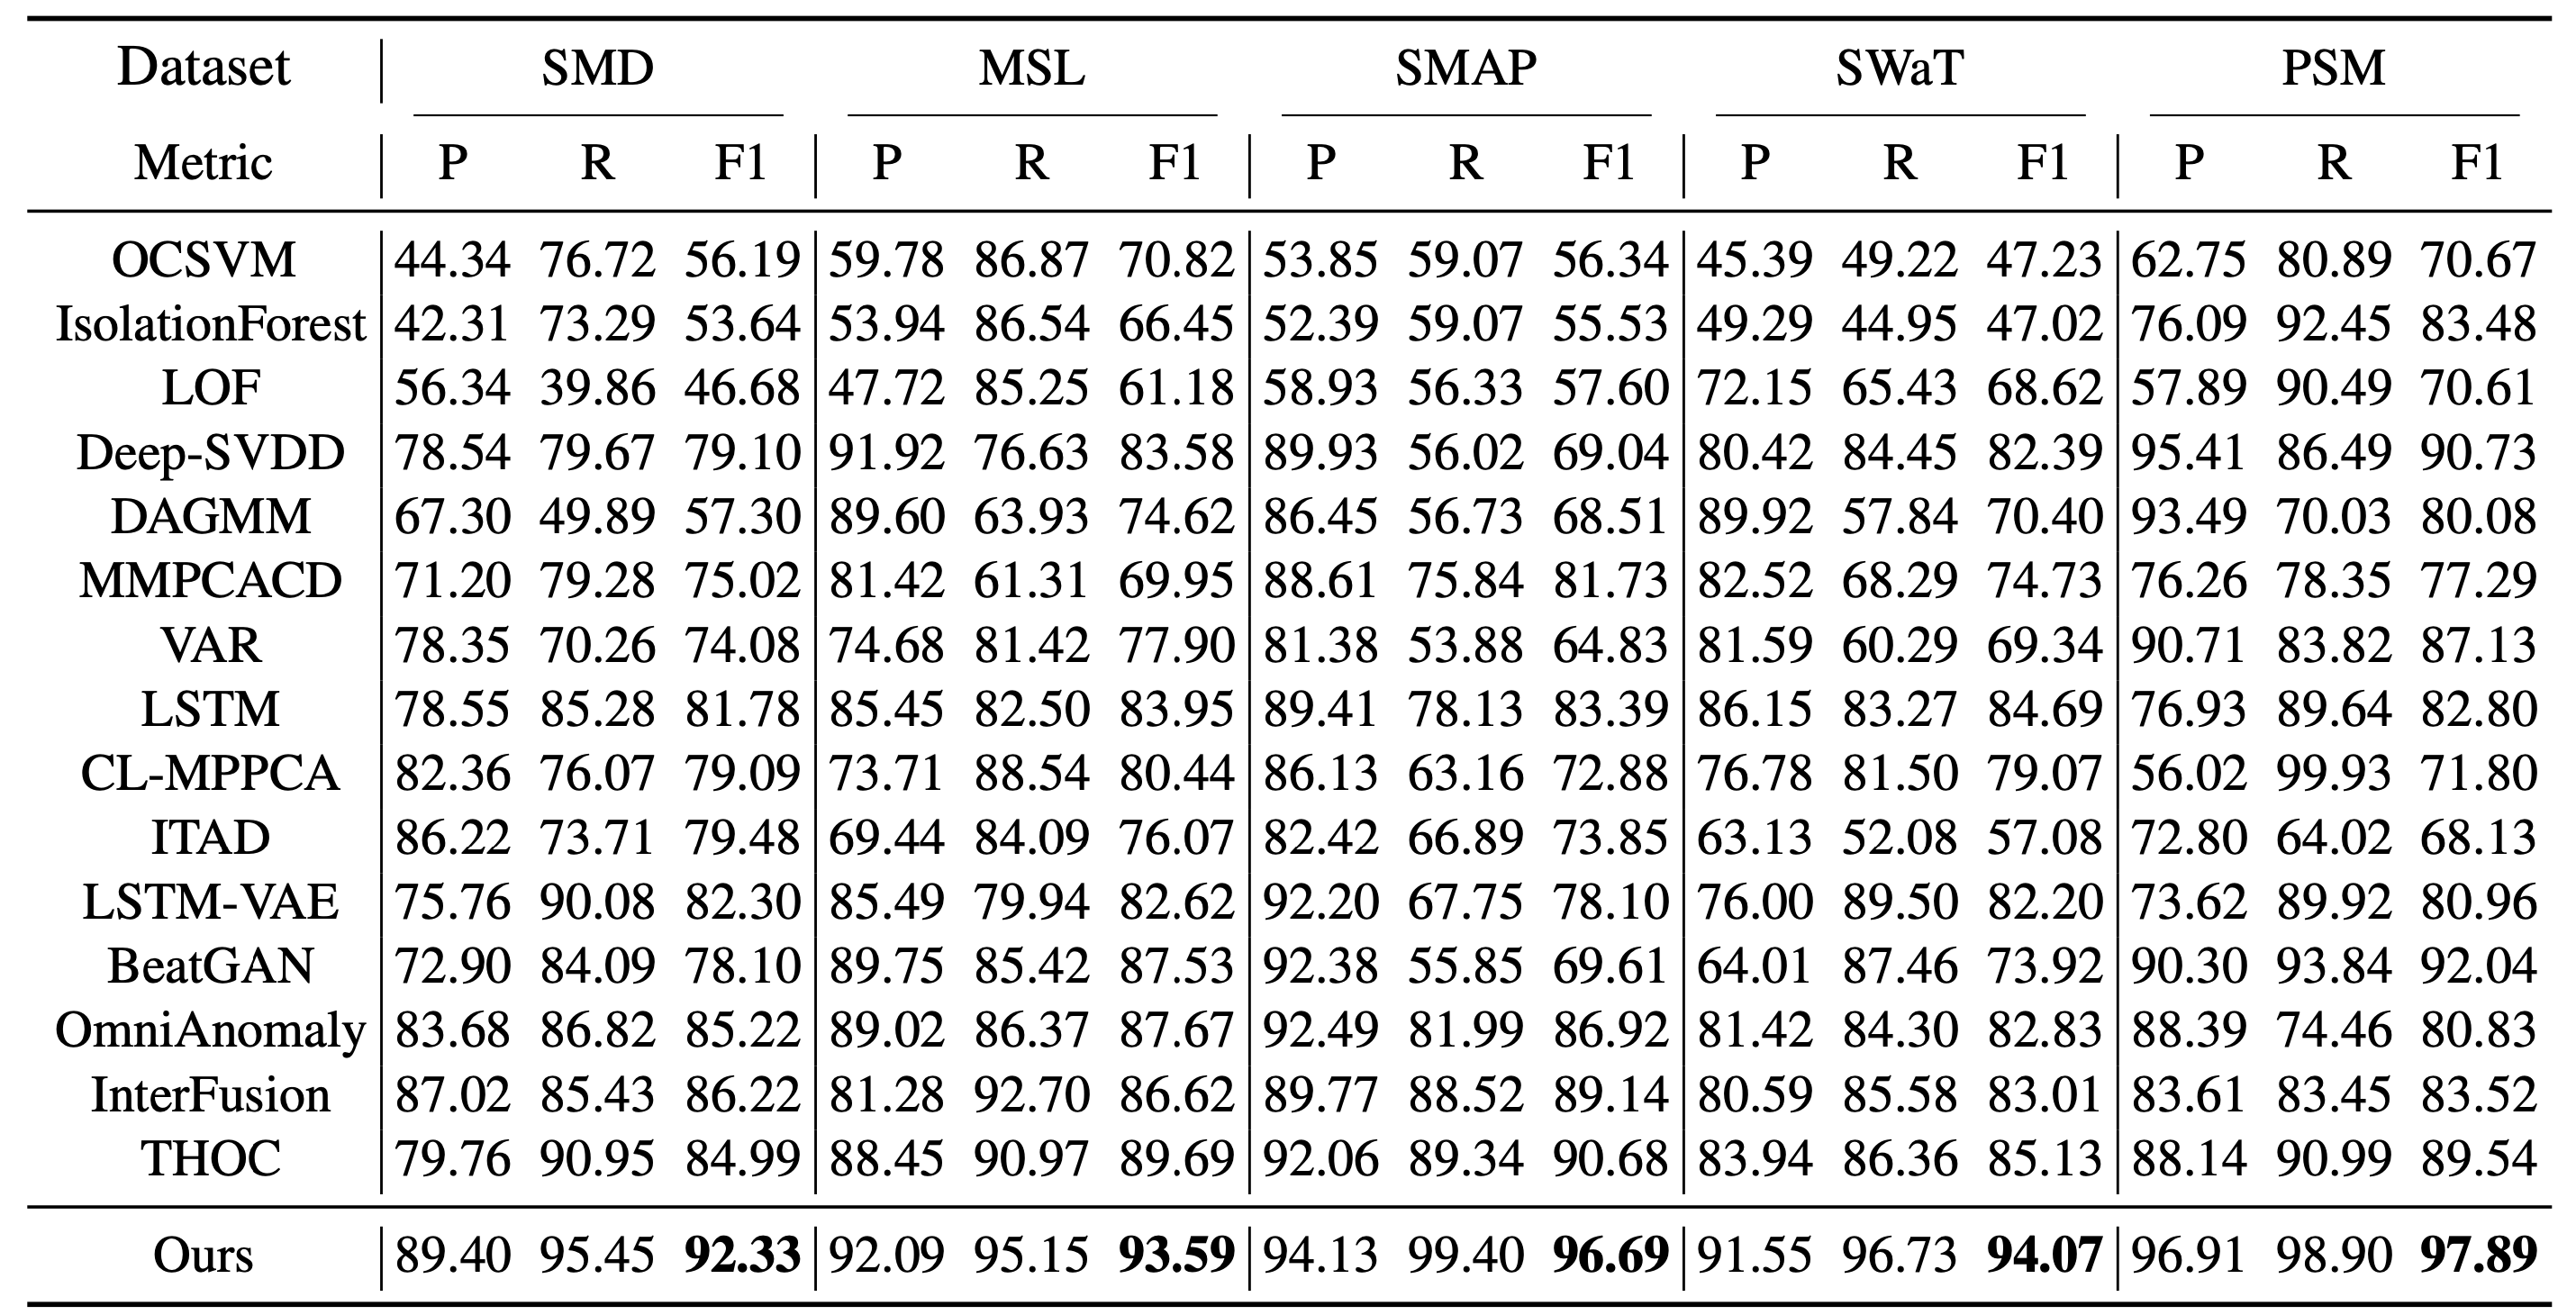 Dataset SMD MSL SMAP SWaT PSM
Metric P R F1 P R F1 P R F1 P R F1 P R F1
OCSVM 44.34 76.72 56.19 59.78 86.87 70.82 53.85 59.07 56.34 45.39 49.22 47.23 62.75 80.89 70.67
IsolationForest 42.31 73.29 53.64 53.94 86.54 66.45 52.39 59.07 55.53 49.29 44.95 47.02 76.09 92.45 83.48
LOF 56.34 39.86 46.68 47.72 85.25 61.18 58.93 56.33 57.60 72.15 65.43 68.62 57.89 90.49 70.61
Deep-SVDD 78.54 79.67 79.10 91.92 76.63 83.58 89.93 56.02 69.04 80.42 84.45 82.39 95.41 86.49 90.73
DAGMM 67.30 49.89 57.30 89.60 63.93 74.62 86.45 56.73 68.51 89.92 57.84 70.40 93.49 70.03 80.08
MMPCACD 71.20 79.28 75.02 81.42 61.31 69.95 88.61 75.84 81.73 82.52 68.29 74.73 76.26 78.35 77.29
VAR 78.35 70.26 74.08 74.68 81.42 77.90 81.38 53.88 64.83 81.59 60.29 69.34 90.71 83.82 87.13
LSTM 78.55 85.28 81.78 85.45 82.50 83.95 89.41 78.13 83.39 86.15 83.27 84.69 76.93 89.64 82.80
CL-MPPCA 82.36 76.07 79.09 73.71 88.54 80.44 86.13 63.16 72.88 76.78 81.50 79.07 56.02 99.93 71.80
ITAD 86.22 73.71 79.48 69.44 84.09 76.07 82.42 66.89 73.85 63.13 52.08 57.08 72.80 64.02 68.13
LSTM-VAE 75.76 90.08 82.30 85.49 79.94 82.62 92.20 67.75 78.10 76.00 89.50 82.20 73.62 89.92 80.96
BeatGAN 72.90 84.09 78.10 89.75 85.42 87.53 92.38 55.85 69.61 64.01 87.46 73.92 90.30 93.84 92.04
OmniAnomaly 83.68 86.82 85.22 89.02 86.37 87.67 92.49 81.99 86.92 81.42 84.30 82.83 88.39 74.46 80.83
InterFusion 87.02 85.43 86.22 81.28 92.70 86.62 89.77 88.52 89.14 80.59 85.58 83.01 83.61 83.45 83.52
THOC 79.76 90.95 84.99 88.45 90.97 89.69 92.06 89.34 90.68 83.94 86.36 85.13 88.14 90.99 89.54
Ours 89.40 95.45 92.33 92.09 95.15 93.59 94.13 99.40 96.69 91.55 96.73 94.07 96.91 98.90 97.89